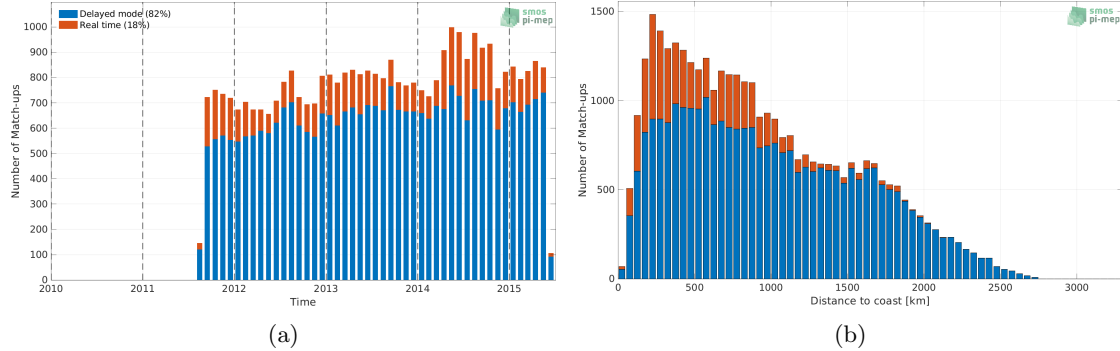 Delayed mode (82%)
Real time (18%)
smos
pi-mep
Number of Match-ups
1000
900
800
700
600
500
400
300
200
100
0
2010 2011 2012 2013 2014 2015
Time
(a)
smos
pi-mep
Number of Match-ups
1500
1000
500
0
0 500 1000 1500 2000 2500 3000
Distance to coast [km]
(b)